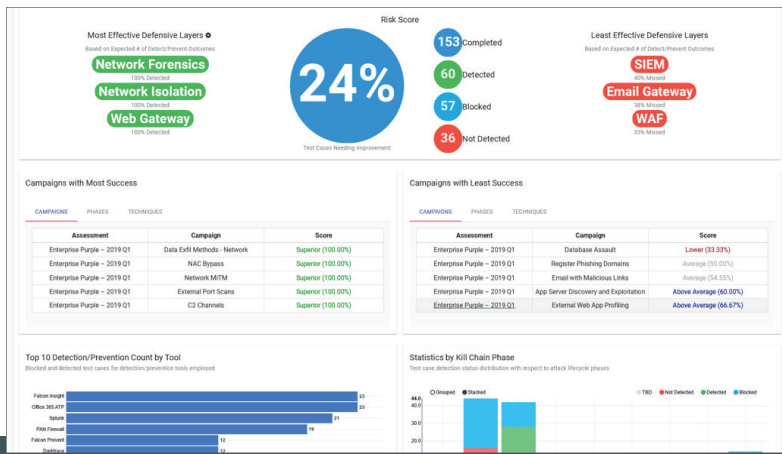 Risk Score
Most Effective Defensive Layers
Based on Expected # of Detect/Prevent Outcomes
Network Forensics
100% Detected
Network Isolation
100% Detected
Web Gateway
100% Detected
24%
Test Cases Needing Improvement
153 Completed
60 Detected
57 Blocked
36 Not Detected
Least Effective Defensive Layers
Based on Expected # of Detect/Prevent Outcomes
SIEM
40% Missed
Email Gateway
38% Missed
WAF
33% Missed
Campaigns with Most Success
CAMPAIGNS PHASES TECHNIQUES
Assessment Campaign Score
Enterprise Purple – 2019 Q1 Data Exfil Methods - Network Superior (100.00%)
Enterprise Purple – 2019 Q1 NAC Bypass Superior (100.00%)
Enterprise Purple – 2019 Q1 Network MiTM Superior (100.00%)
Enterprise Purple – 2019 Q1 External Port Scans Superior (100.00%)
Enterprise Purple – 2019 Q1 C2 Channels Superior (100.00%)
Campaigns with Least Success
CAMPAIGNS PHASES TECHNIQUES
Assessment Campaign Score
Enterprise Purple – 2019 Q1 Database Assault Lower (33.33%)
Enterprise Purple – 2019 Q1 Register Phishing Domains Average (50.00%)
Enterprise Purple – 2019 Q1 Email with Malicious Links Average (54.55%)
Enterprise Purple – 2019 Q1 App Server Discovery and Exploitation Above Average (60.00%)
Enterprise Purple – 2019 Q1 External Web App Profiling Above Average (66.67%)
Top 10 Detection/Prevention Count by Tool
Blocked and detected test cases for detection/prevention tools employed
Falcon Insight 23
Office 365 ATP 23
Splunk 21
PAN Firewall 19
Falcon Prevent 12
Darktrace 12
Statistics by Kill Chain Phase
Test case detection status distribution with respect to attack lifecycle phases
Grouped Stacked TBD Not Detected Detected Blocked
44.0
40.0
30.0
20.0